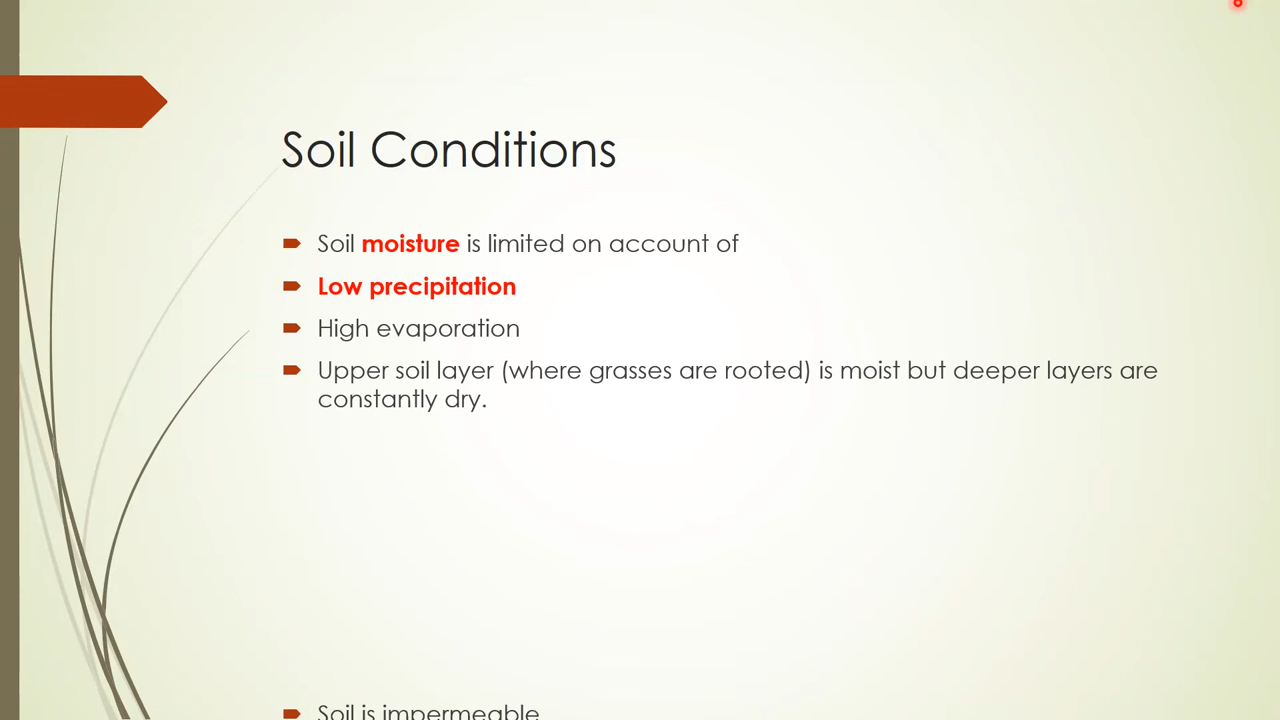 Soil Conditions
Soil moisture is limited on account of
Low precipitation
High evaporation
Upper soil layer (where grasses are rooted) is moist but deeper layers are
constantly dry.
Soil is impermeable